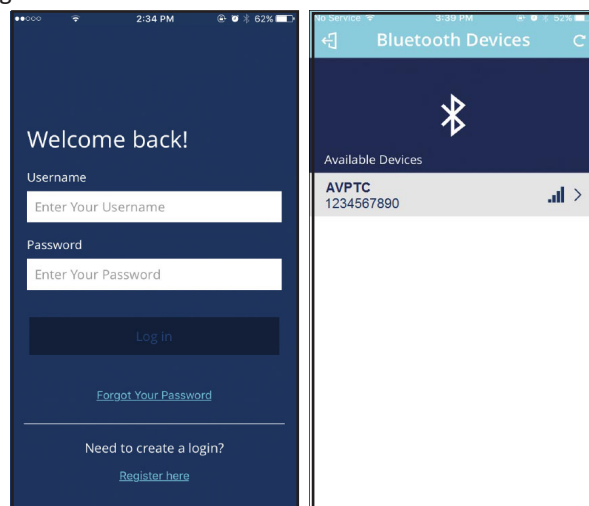 g
2:34 PM
62%
Welcome back!
Username
Enter Your Username
Password
Enter Your Password
Log in
Forgot Your Password
Need to create a login?
Register here
No Service
3:39 PM
52%
Bluetooth Devices
Available Devices
AVPTC
1234567890